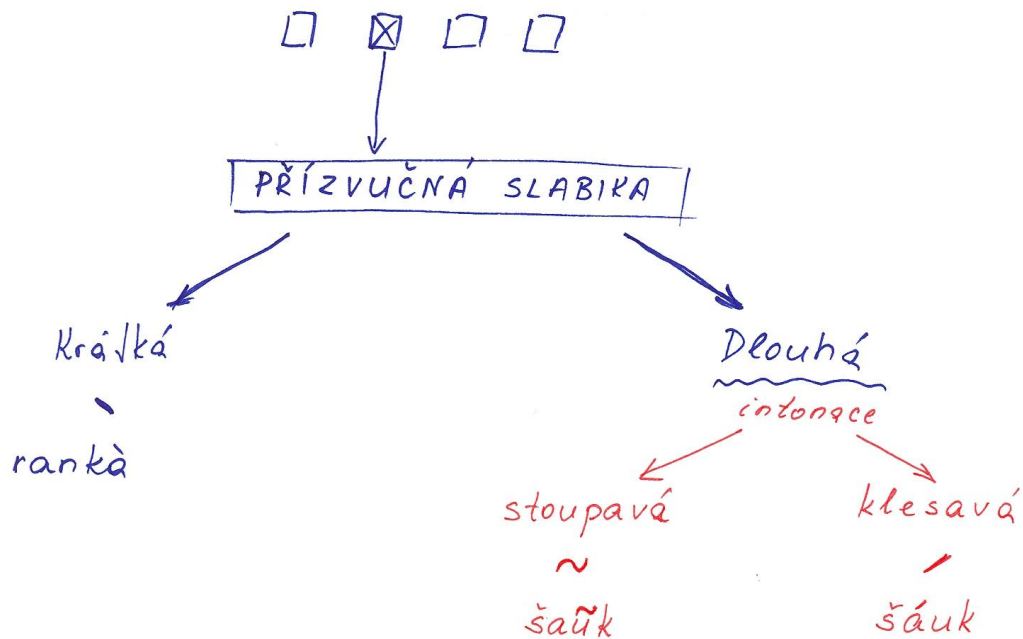 PŘÍZVUČNÁ SLABIKA
Krátká
Dlouhá
intonace
rankà
stoupavá
klesavá
~
šaũk
šáuk